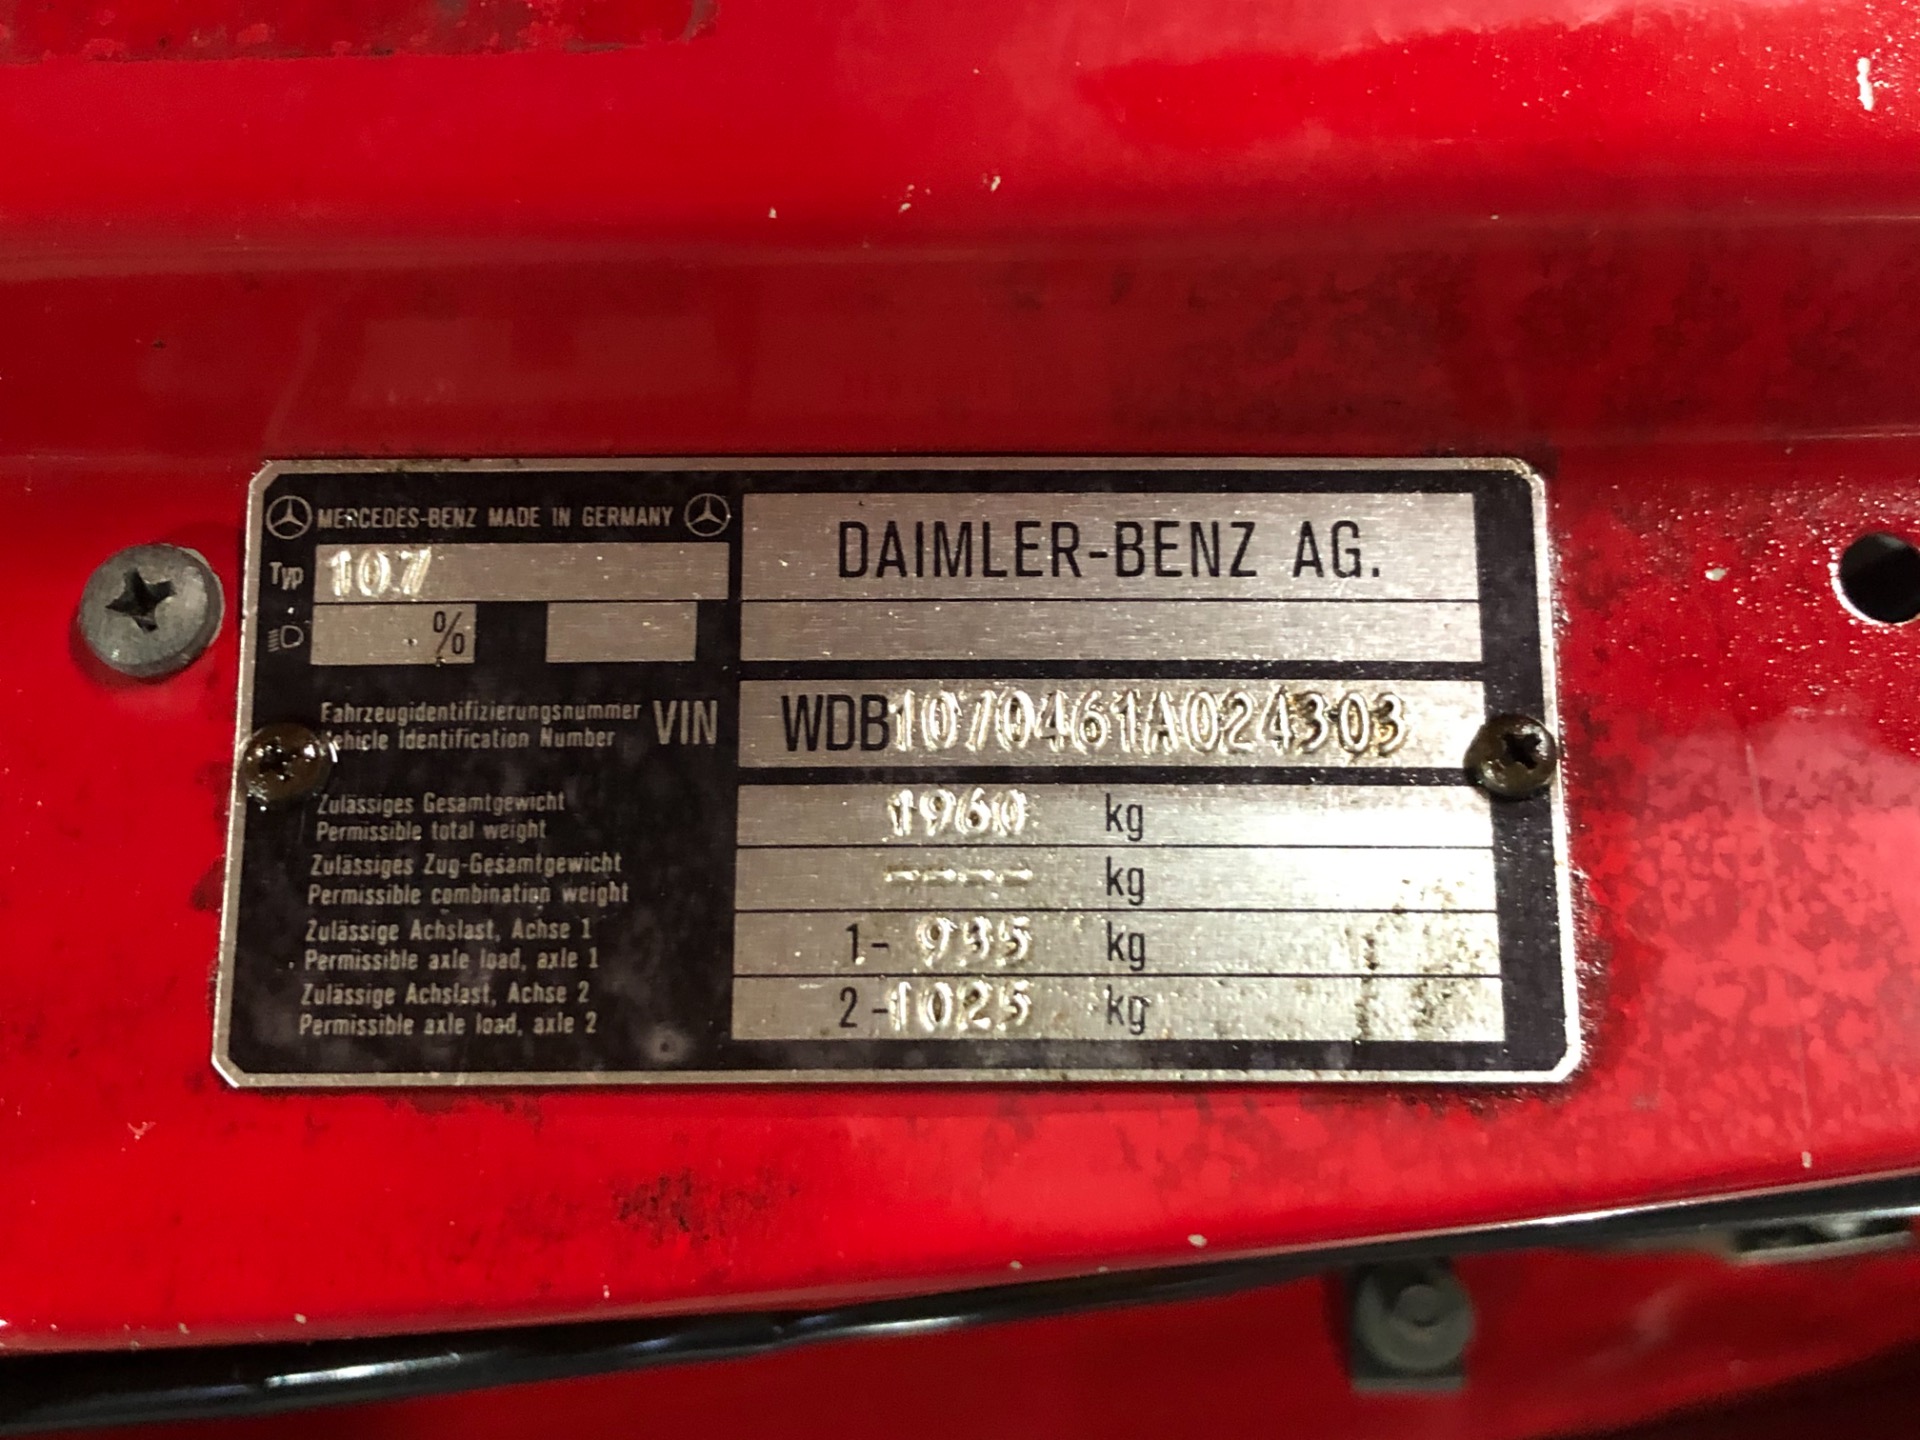 MERCEDES-BENZ MADE IN GERMANY
DAIMLER-BENZ AG.
Typ 107
%
Fahrzeugidentifizierungsnummer
Vehicle Identification Number
VIN WDB1070461A024303
Zulässiges Gesamtgewicht
Permissible total weight
1960 kg
Zulässiges Zug-Gesamtgewicht
Permissible combination weight
---- kg
Zulässige Achslast, Achse 1
Permissible axle load, axle 1
1- 935 kg
Zulässige Achslast, Achse 2
Permissible axle load, axle 2
2-1025 kg